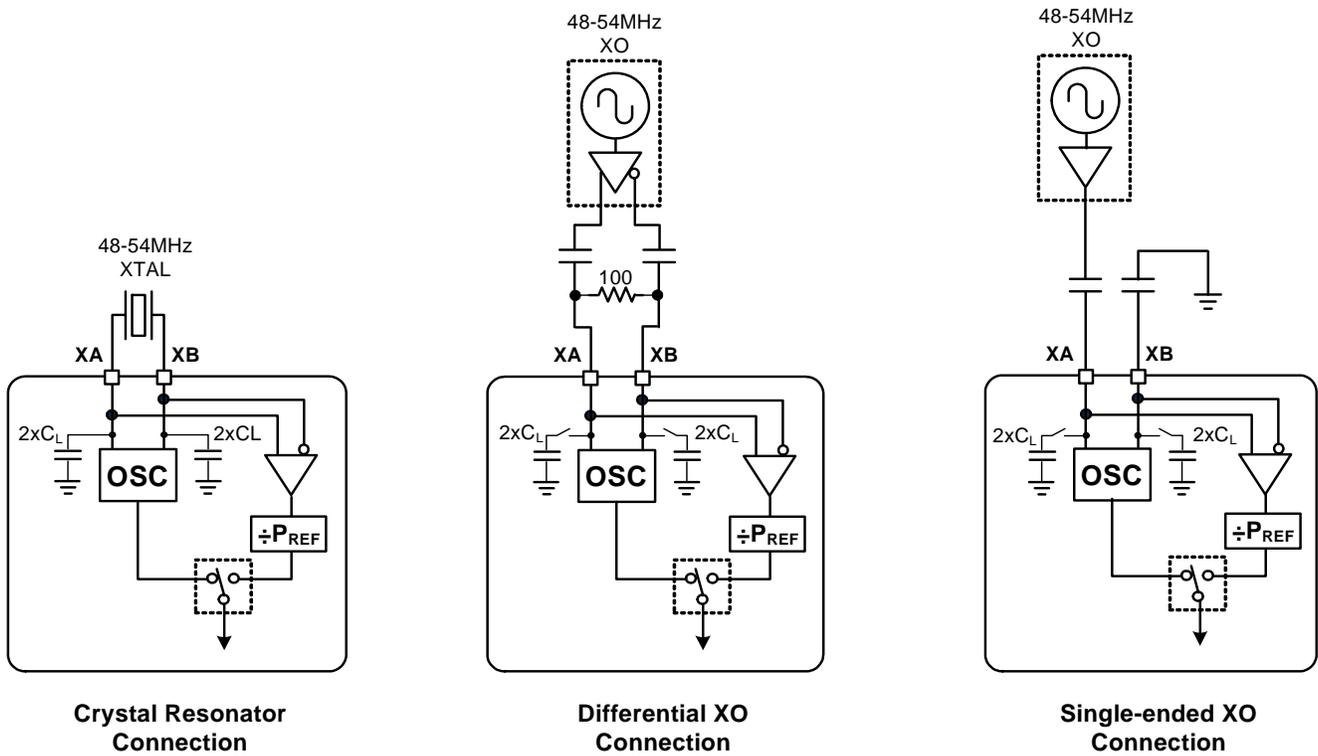 48-54MHz
XTAL
XA
XB
2xCL
2xCL
OSC
÷PREF
Crystal Resonator
Connection
48-54MHz
XO
100
XA
XB
2xCL
2xCL
OSC
÷PREF
Differential XO
Connection
48-54MHz
XO
XA
XB
2xCL
2xCL
OSC
÷PREF
Single-ended XO
Connection